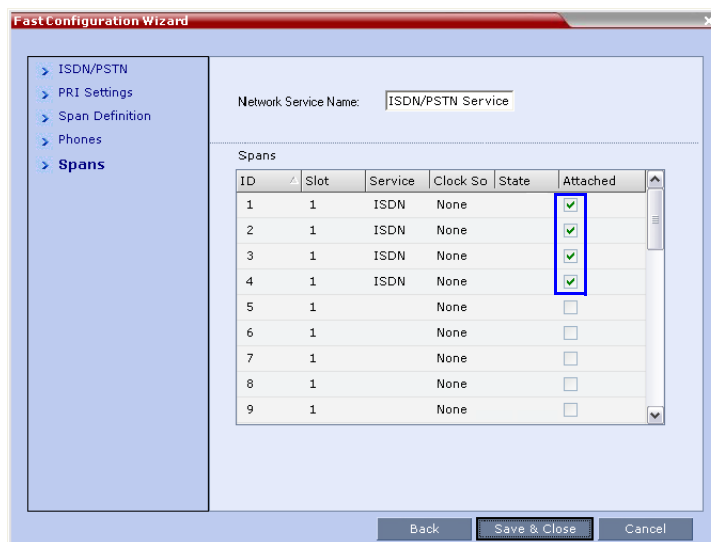 Fast Configuration Wizard
ISDN/PSTN
PRI Settings
Span Definition
Phones
Spans
Network Service Name: ISDN/PSTN Service
Spans
ID Slot Service Clock So State Attached
1 1 ISDN None
2 1 ISDN None
3 1 ISDN None
4 1 ISDN None
5 1 None
6 1 None
7 1 None
8 1 None
9 1 None
Back Save & Close Cancel